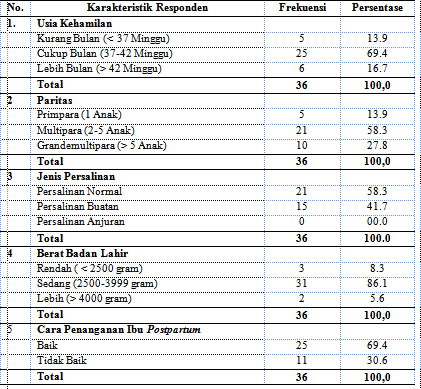 No. Karakteristik Responden Frekuensi Persentase
1. Usia Kehamilan
Kurang Bulan (< 37 Minggu) 5 13.9
Cukup Bulan (37-42 Minggu) 25 69.4
Lebih Bulan (> 42 Minggu) 6 16.7
Total 36 100,0
2 Paritas
Primpara (1 Anak) 5 13.9
Multipara (2-5 Anak) 21 58.3
Grandemultipara (> 5 Anak) 10 27.8
Total 36 100,0
3 Jenis Persalinan
Persalinan Normal 21 58.3
Persalinan Buatan 15 41.7
Persalinan Anjuran 0 00.0
Total 36 100.0
4 Berat Badan Lahir
Rendah ( < 2500 gram) 3 8.3
Sedang (2500-3999 gram) 31 86.1
Lebih (> 4000 gram) 2 5.6
Total 36 100,0
5 Cara Penanganan Ibu Postpartum
Baik 25 69.4
Tidak Baik 11 30.6
Total 36 100,0